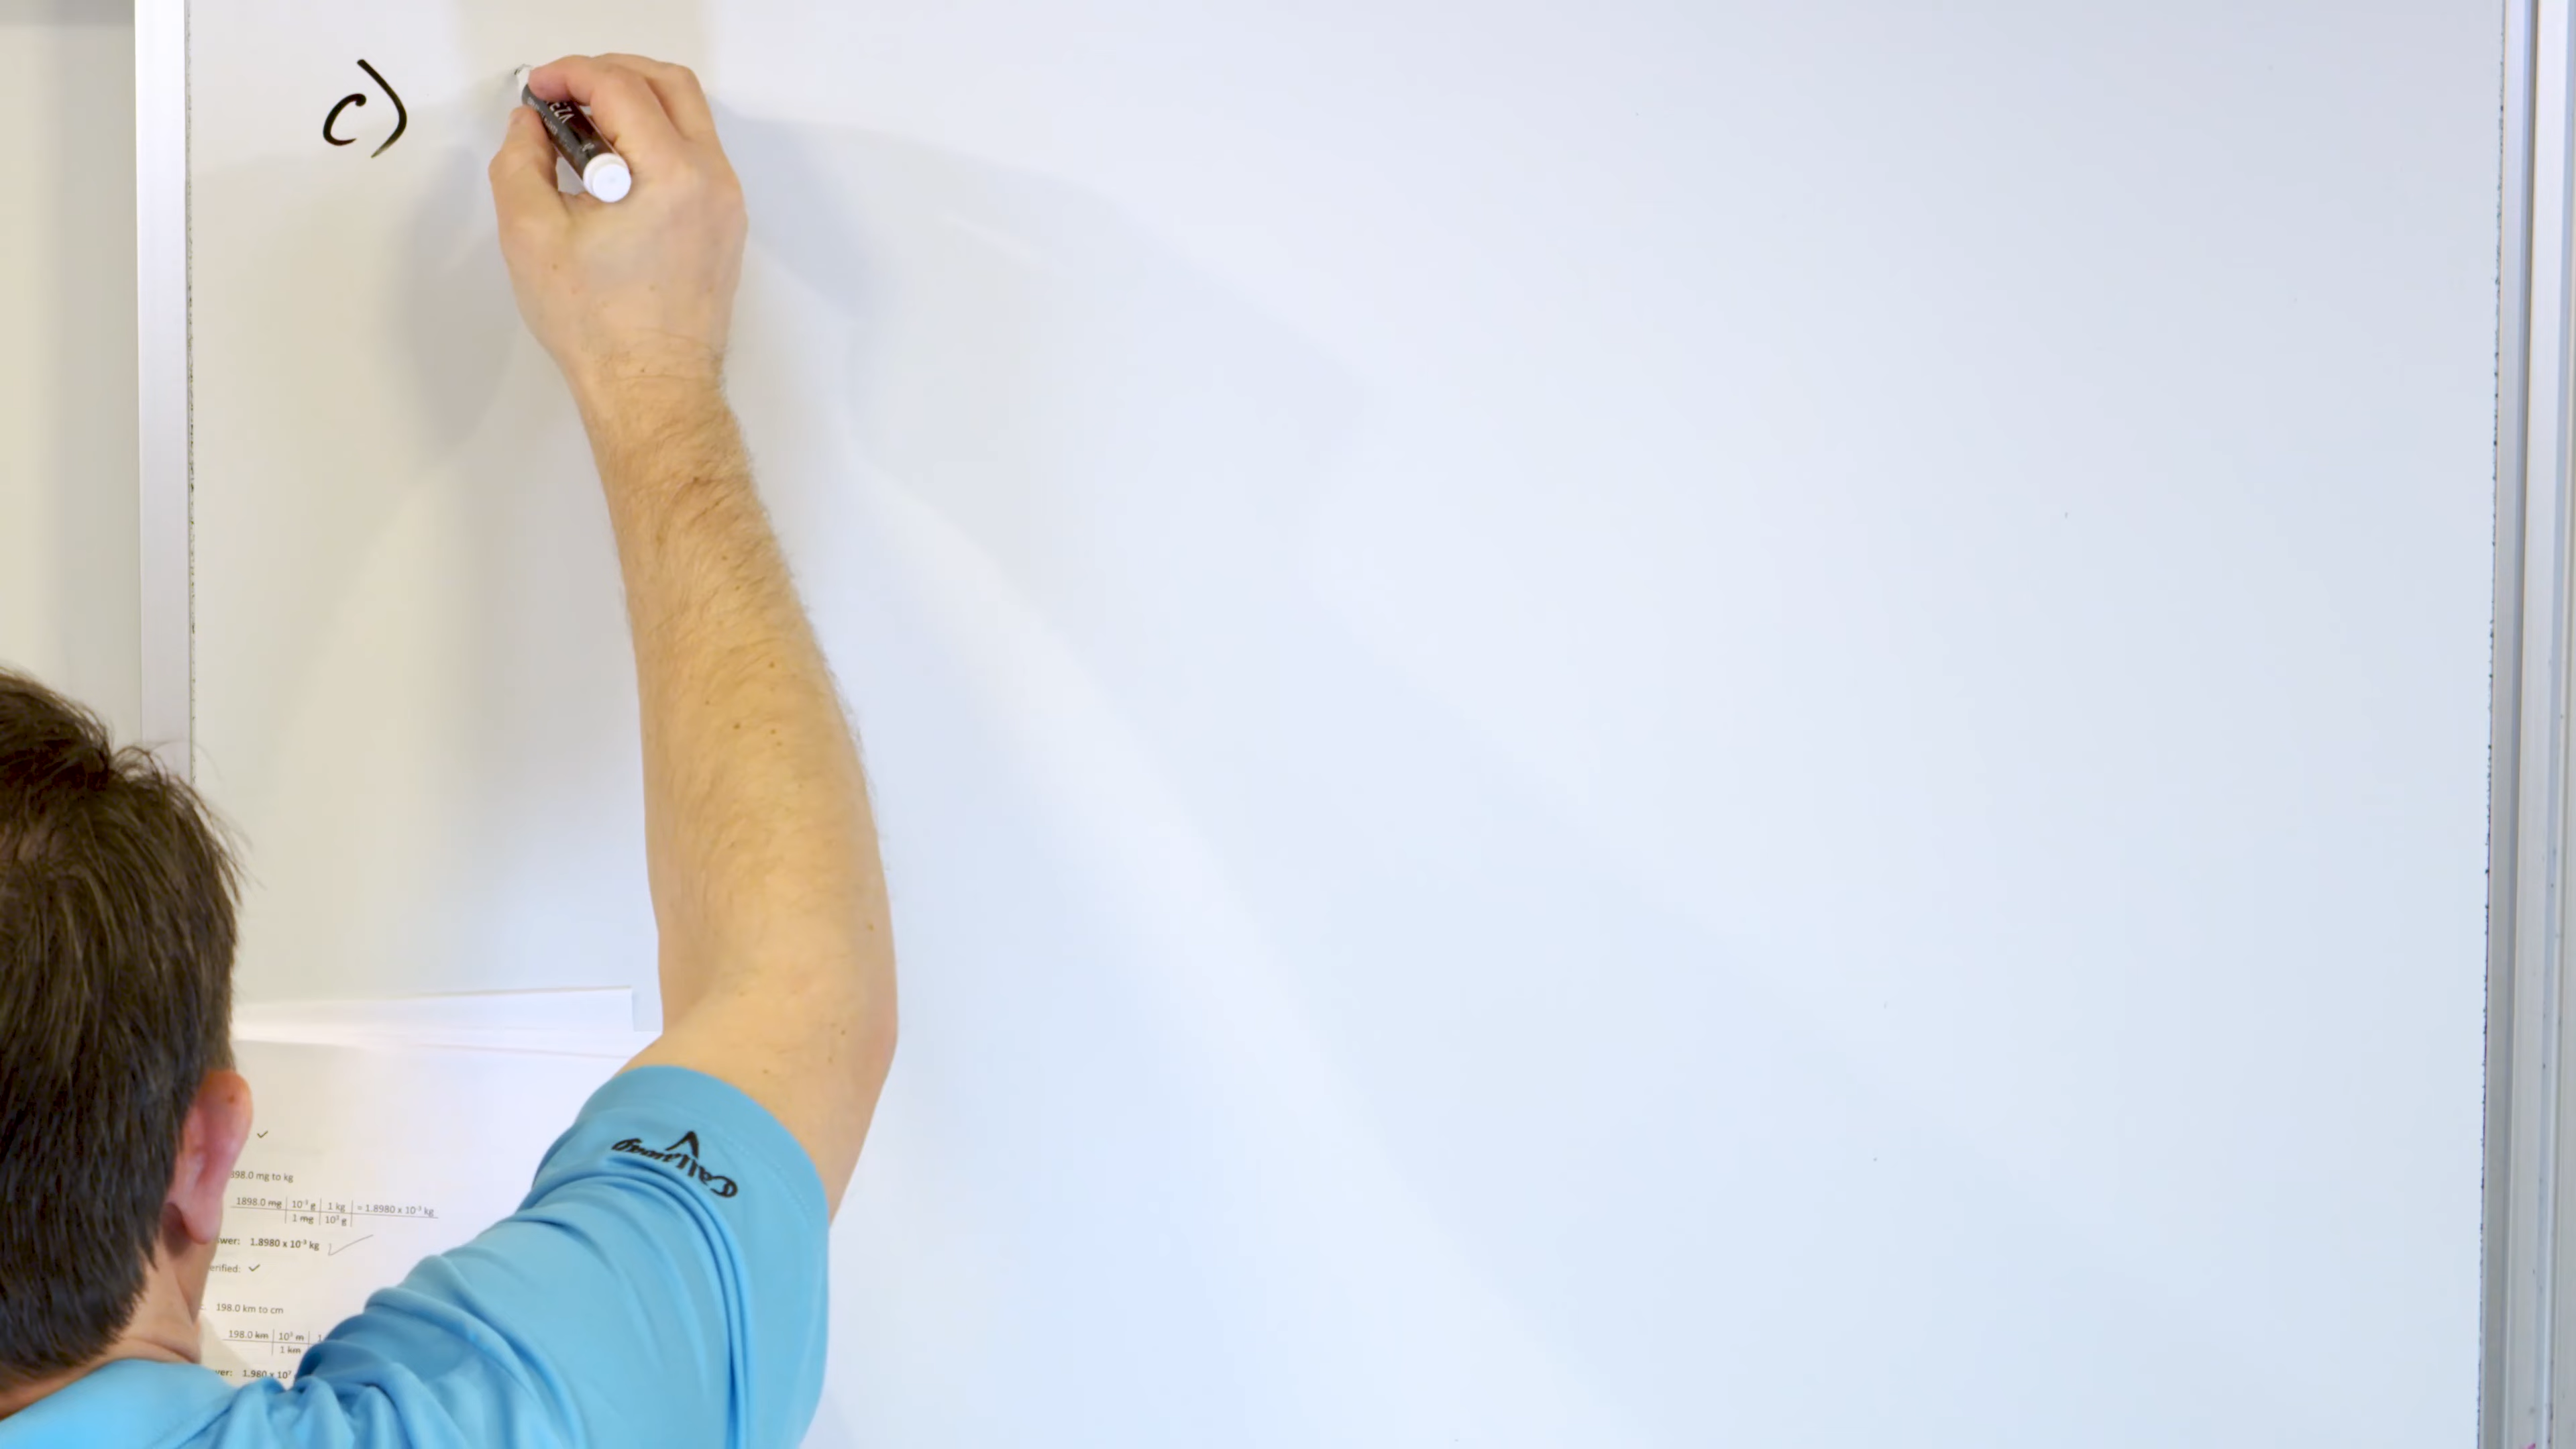 c)
Callaway
✓
898.0 mg to kg
1898.0 mg | 10⁻³ g | 1 kg | = 1.8980 x 10⁻³ kg
1 mg | 10³ g
wer: 1.8980 x 10⁻³ kg ✓
erified: ✓
c. 198.0 km to cm
198.0 km | 10³ m | 1
1 km
wer: 1.980 x 10⁷